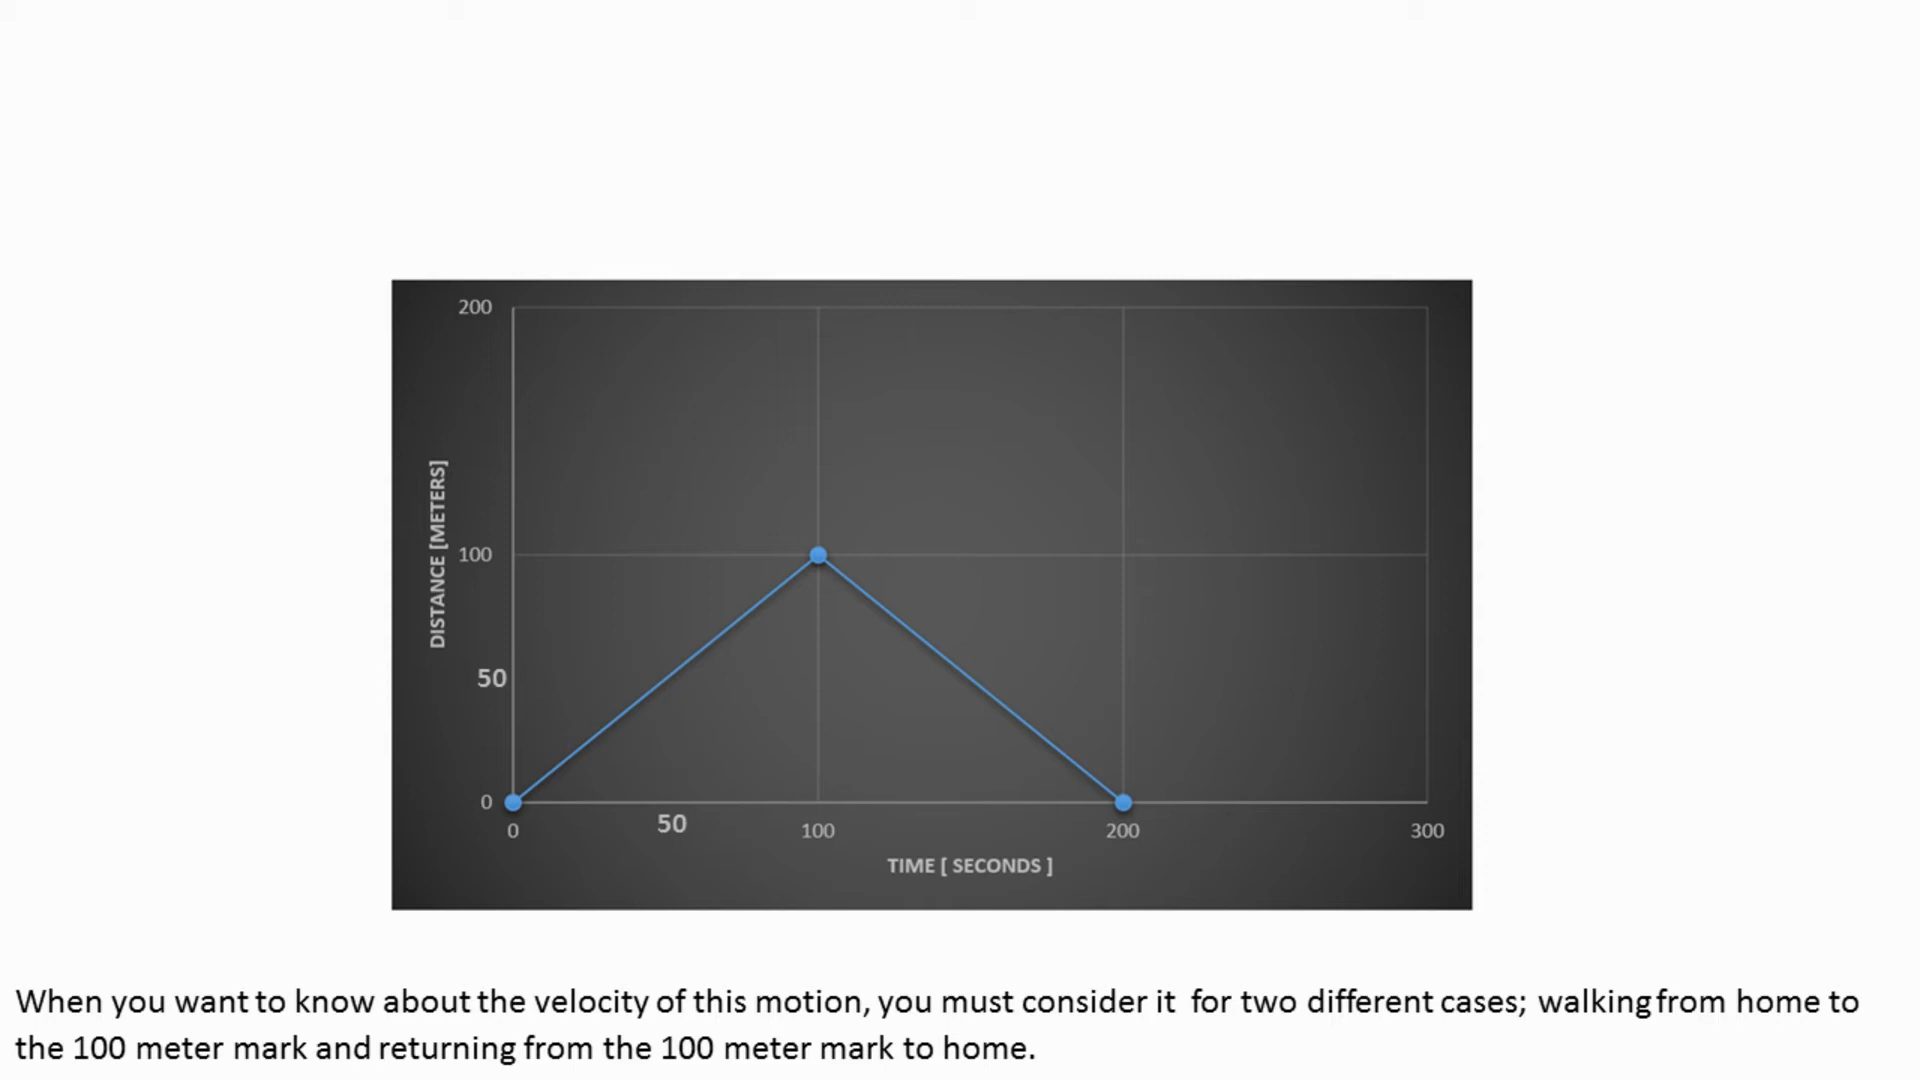 200
DISTANCE [METERS]
100
50
0
0
50
100
200
300
TIME [ SECONDS ]
When you want to know about the velocity of this motion, you must consider it for two different cases; walking from home to
the 100 meter mark and returning from the 100 meter mark to home.